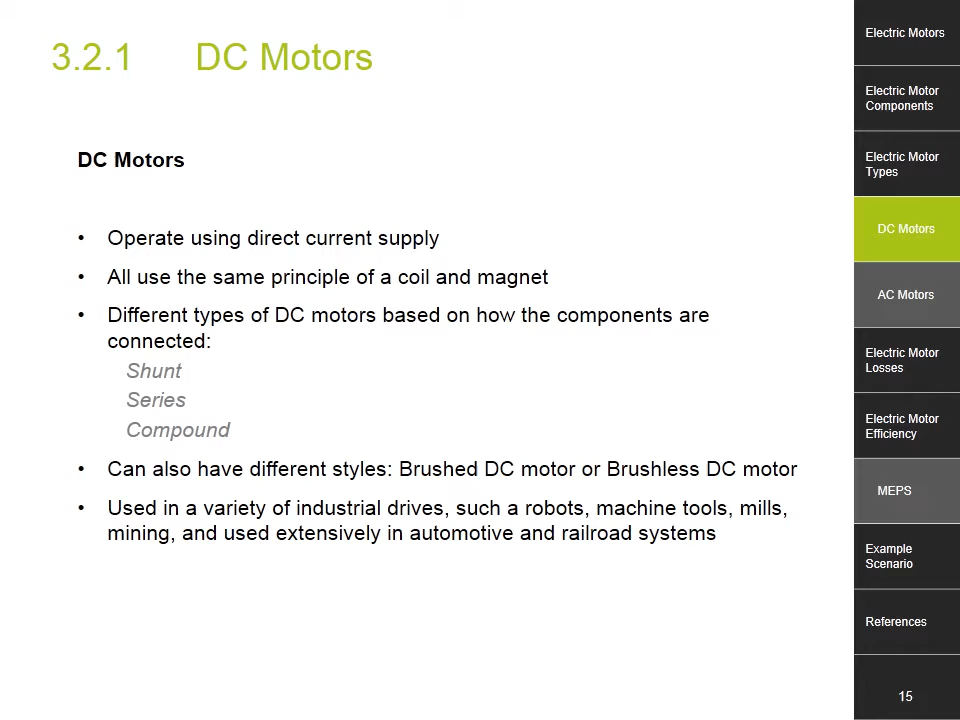 3.2.1 DC Motors
DC Motors
• Operate using direct current supply
• All use the same principle of a coil and magnet
• Different types of DC motors based on how the components are
connected:
Shunt
Series
Compound
• Can also have different styles: Brushed DC motor or Brushless DC motor
• Used in a variety of industrial drives, such a robots, machine tools, mills,
mining, and used extensively in automotive and railroad systems
Electric Motors
Electric Motor
Components
Electric Motor
Types
DC Motors
AC Motors
Electric Motor
Losses
Electric Motor
Efficiency
MEPS
Example
Scenario
References
15